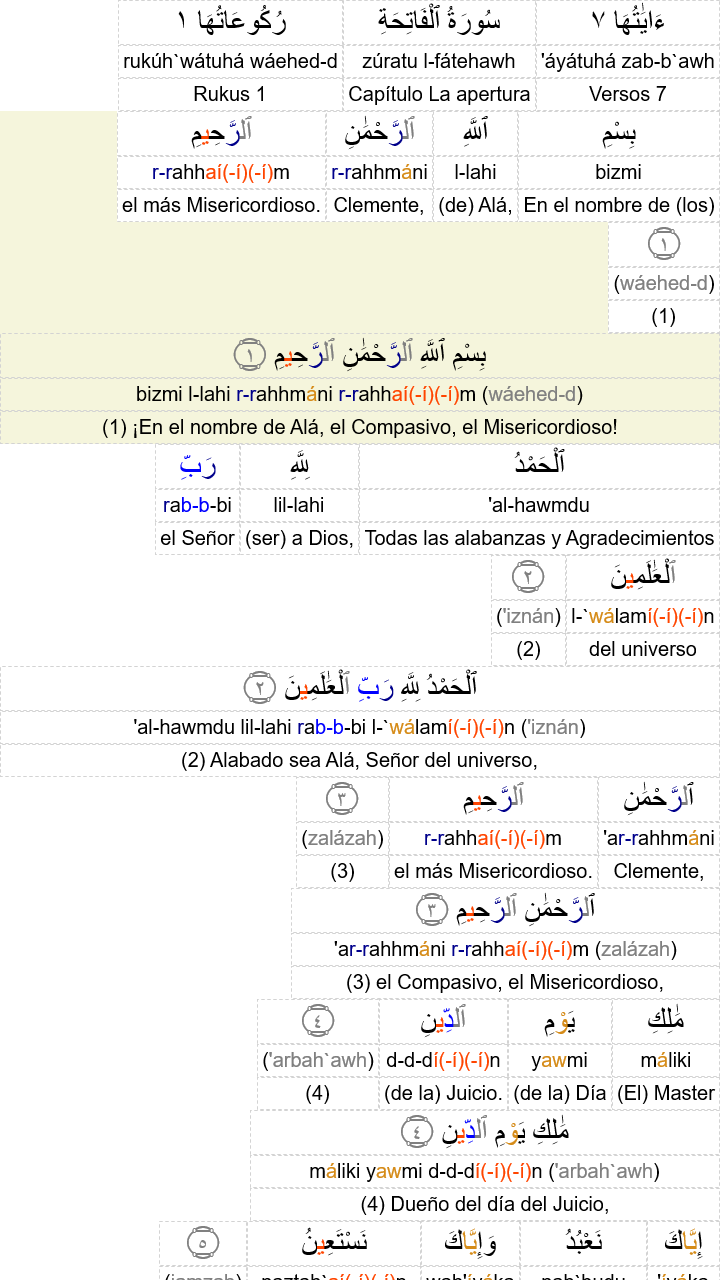 ءَايَٰتُهَا ٧ سُورَةُ ٱلْفَاتِحَةِ رُكُوعَاتُهَا ١
'áyátuhá zab-b`awh zúratu l-fátehawh rukúh`wátuhá wáehed-d
Versos 7 Capítulo La apertura Rukus 1
بِسْمِ ٱللَّهِ ٱلرَّحْمَٰنِ ٱلرَّحِيمِ
bizmi l-lahi r-rahhmáni r-rahhaí(-í)(-í)m
En el nombre de (los) (de) Alá, Clemente, el más Misericordioso.
١
(wáehed-d)
(1)
بِسْمِ ٱللَّهِ ٱلرَّحْمَٰنِ ٱلرَّحِيمِ ١
bizmi l-lahi r-rahhmáni r-rahhaí(-í)(-í)m (wáehed-d)
(1) ¡En el nombre de Alá, el Compasivo, el Misericordioso!
ٱلْحَمْدُ لِلَّهِ رَبِّ
'al-hawmdu lil-lahi rab-b-bi
Todas las alabanzas y Agradecimientos (ser) a Dios, el Señor
ٱلْعَٰلَمِينَ ٢
l-`wálamí(-í)(-í)n ('iznán)
del universo (2)
ٱلْحَمْدُ لِلَّهِ رَبِّ ٱلْعَٰلَمِينَ ٢
'al-hawmdu lil-lahi rab-b-bi l-`wálamí(-í)(-í)n ('iznán)
(2) Alabado sea Alá, Señor del universo,
ٱلرَّحْمَٰنِ ٱلرَّحِيمِ ٣
'ar-rahhmáni r-rahhaí(-í)(-í)m (zalázah)
Clemente, el más Misericordioso. (3)
ٱلرَّحْمَٰنِ ٱلرَّحِيمِ ٣
'ar-rahhmáni r-rahhaí(-í)(-í)m (zalázah)
(3) el Compasivo, el Misericordioso,
مَٰلِكِ يَوْمِ ٱلدِّينِ ٤
máliki yawmi d-d-dí(-í)(-í)n ('arbah`awh)
(El) Master (de la) Día (de la) Juicio. (4)
مَٰلِكِ يَوْمِ ٱلدِّينِ ٤
máliki yawmi d-d-dí(-í)(-í)n ('arbah`awh)
(4) Dueño del día del Juicio,
إِيَّاكَ نَعْبُدُ وَإِيَّاكَ نَسْتَعِينُ ٥